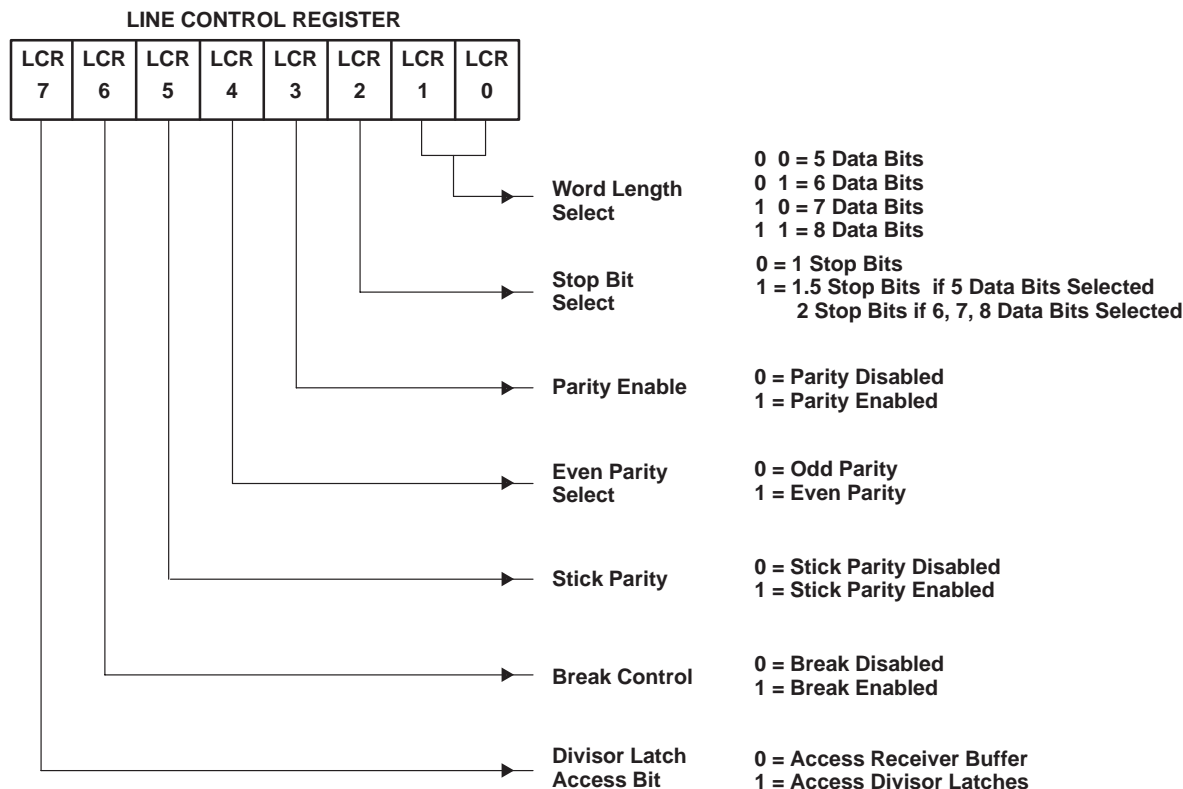 LINE CONTROL REGISTER
LCR LCR LCR LCR LCR LCR LCR LCR
7 6 5 4 3 2 1 0
Word Length
Select
0 0 = 5 Data Bits
0 1 = 6 Data Bits
1 0 = 7 Data Bits
1 1 = 8 Data Bits
Stop Bit
Select
0 = 1 Stop Bits
1 = 1.5 Stop Bits if 5 Data Bits Selected
2 Stop Bits if 6, 7, 8 Data Bits Selected
Parity Enable
0 = Parity Disabled
1 = Parity Enabled
Even Parity
Select
0 = Odd Parity
1 = Even Parity
Stick Parity
0 = Stick Parity Disabled
1 = Stick Parity Enabled
Break Control
0 = Break Disabled
1 = Break Enabled
Divisor Latch
Access Bit
0 = Access Receiver Buffer
1 = Access Divisor Latches